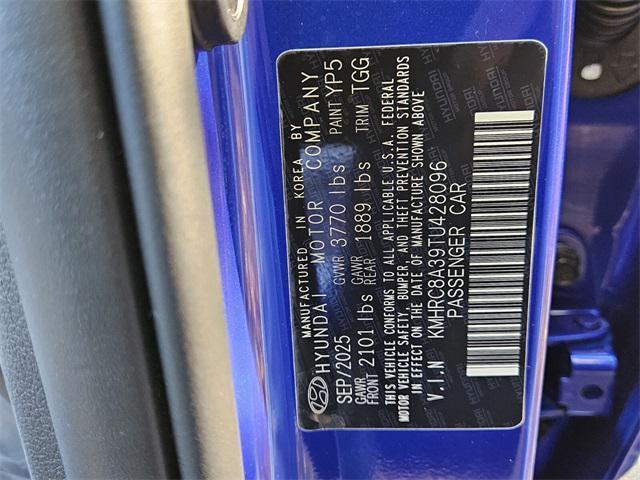 MANUFACTURED IN KOREA BY
HYUNDAI MOTOR COMPANY
SEP/2025 GVWR 3770 lbs PAINT YP5
GAWR FRONT 2101 lbs GAWR REAR 1889 lbs TRIM TGG
THIS VEHICLE CONFORMS TO ALL APPLICABLE U.S.A. FEDERAL
MOTOR VEHICLE SAFETY, BUMPER, AND THEFT PREVENTION STANDARDS
IN EFFECT ON THE DATE OF MANUFACTURE SHOWN ABOVE
V.I.N KMHRC8A39TU428096
PASSENGER CAR